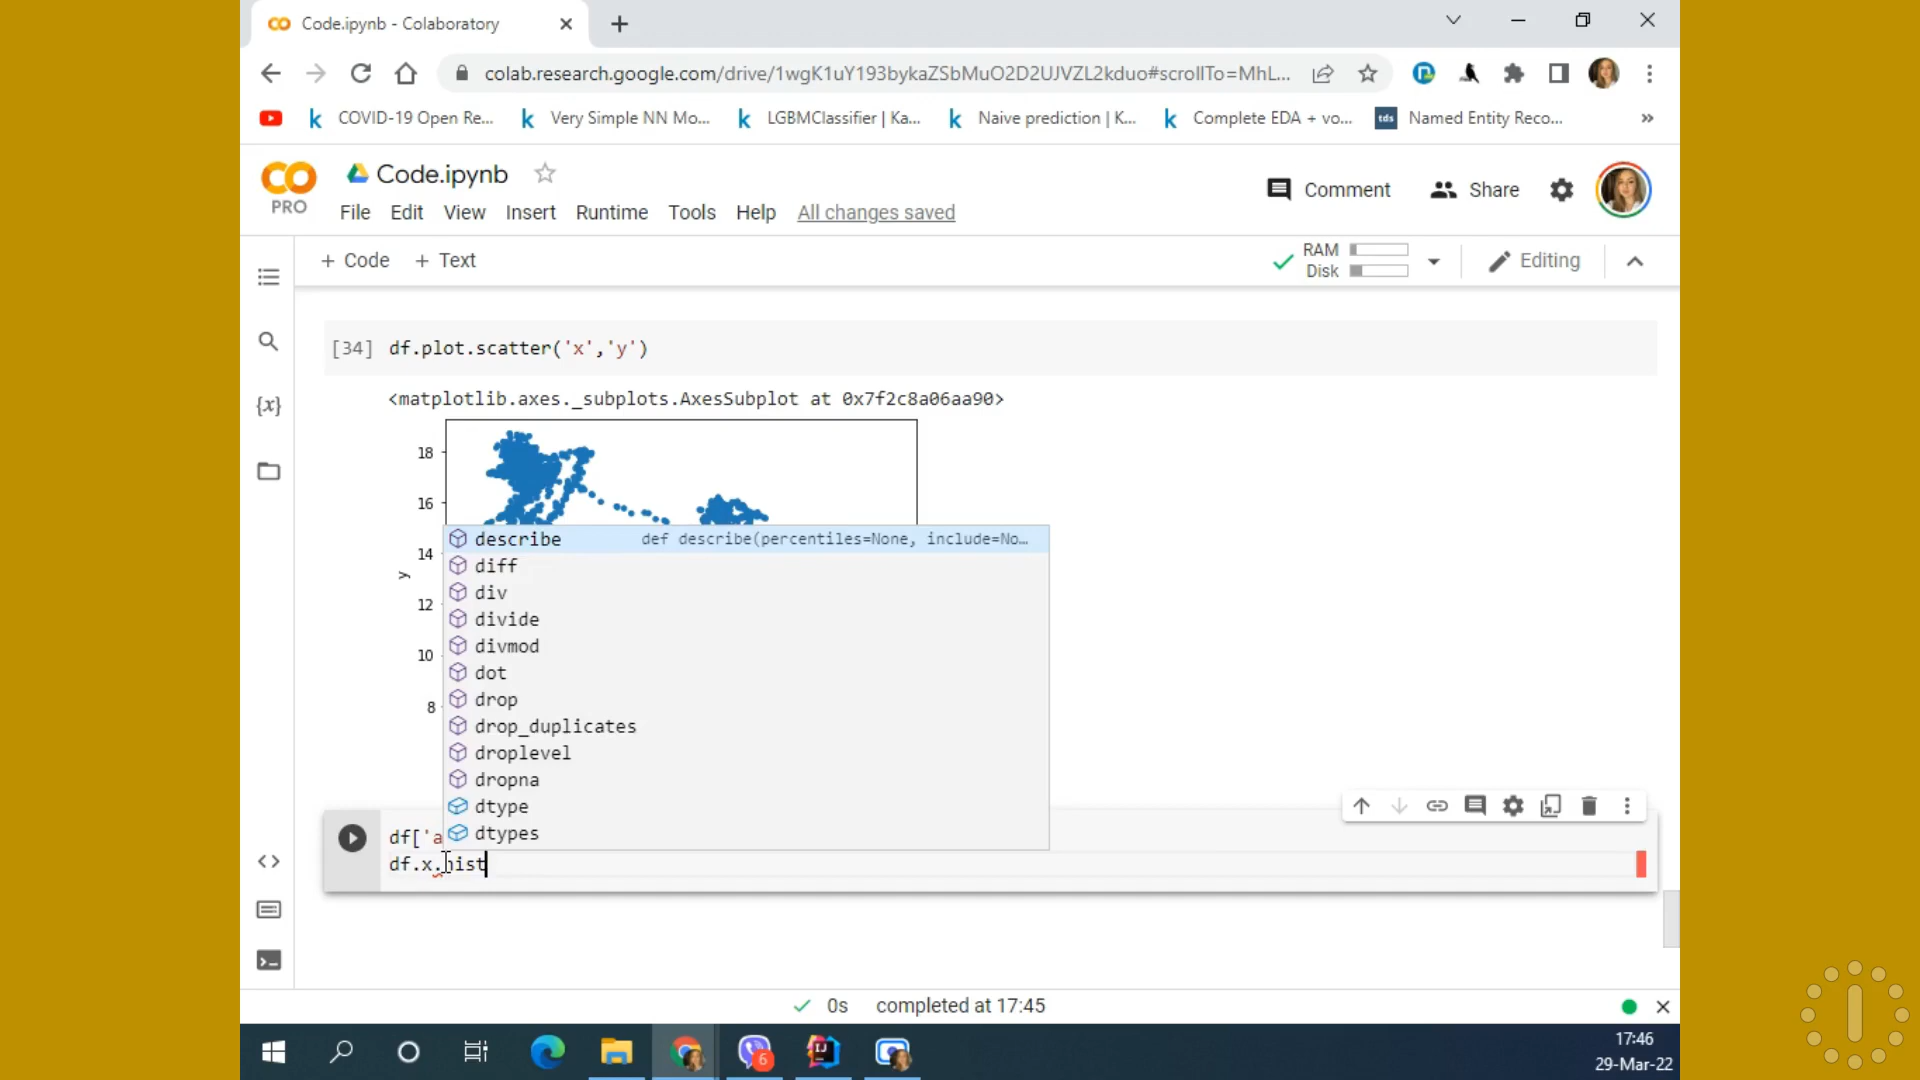 Code.ipynb - Colaboratory
colab.research.google.com/drive/1wgK1uY193bykaZSbMuO2D2UJVZL2kduo#scrollTo=MhL...
COVID-19 Open Re... Very Simple NN Mo... LGBMClassifier | Ka... Naive prediction | K... Complete EDA + vo... tds Named Entity Reco... »
PRO
Code.ipynb
Comment Share
File Edit View Insert Runtime Tools Help All changes saved
+ Code + Text
RAM
Disk
Editing
[34] df.plot.scatter('x','y')
<matplotlib.axes._subplots.AxesSubplot at 0x7f2c8a06aa90>
18
16
14
12
10
8
y
describe def describe(percentiles=None, include=No…
diff
div
divide
divmod
dot
drop
drop_duplicates
droplevel
dropna
dtype
dtypes
df['a
df.x.hist
0s completed at 17:45
6
17:46
29-Mar-22